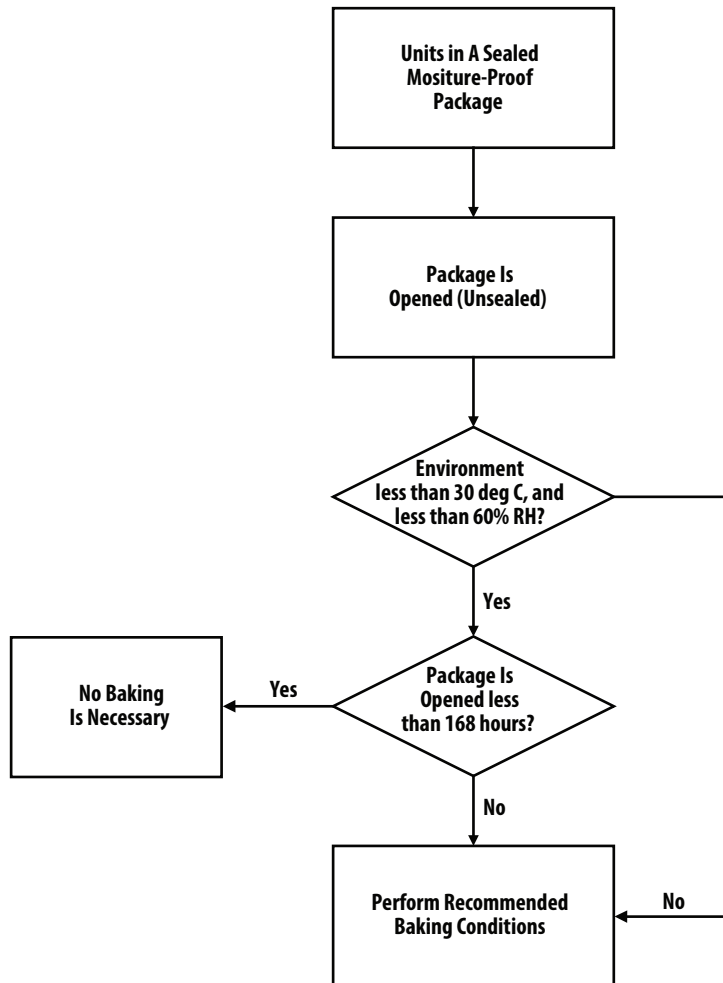 Units in A Sealed
Mositure-Proof
Package
Package Is
Opened (Unsealed)
Environment
less than 30 deg C, and
less than 60% RH?
Yes
Package Is
Opened less
than 168 hours?
Yes
No Baking
Is Necessary
No
Perform Recommended
Baking Conditions
No